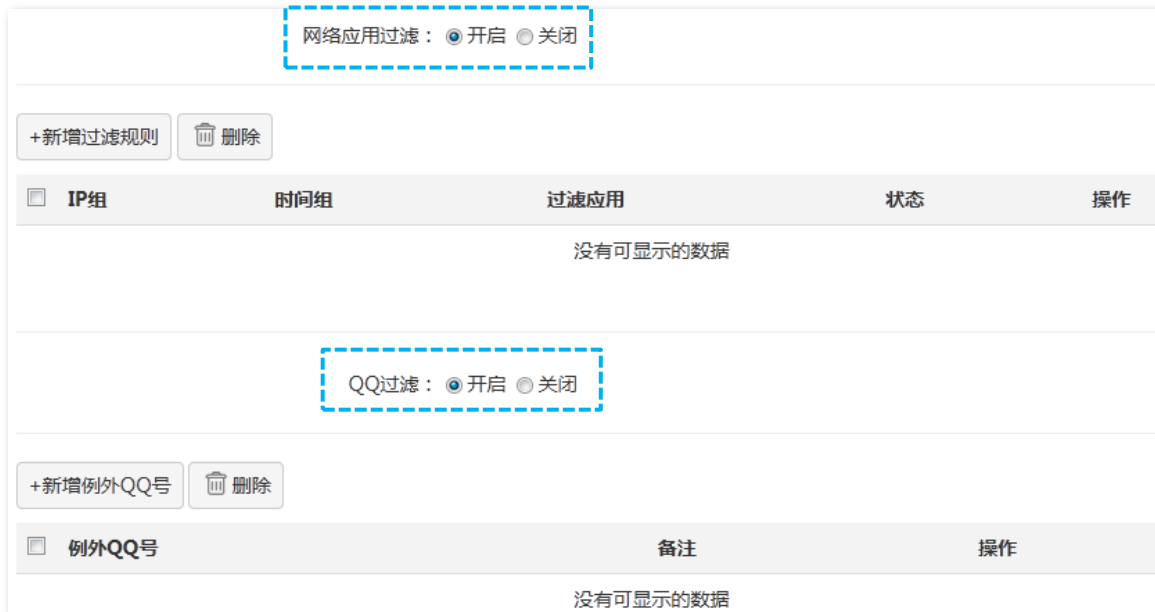 网络应用过滤： 开启 关闭
+新增过滤规则 删除
IP组 时间组 过滤应用 状态 操作
没有可显示的数据
QQ过滤： 开启 关闭
+新增例外QQ号 删除
例外QQ号 备注 操作
没有可显示的数据